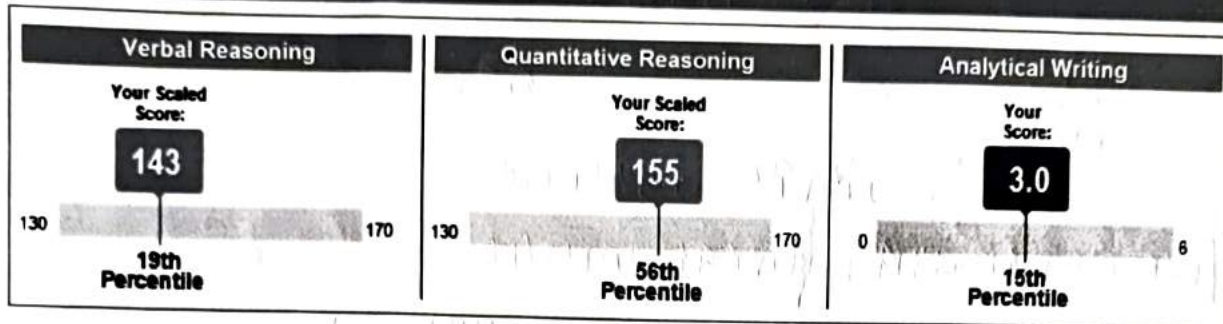 Verbal Reasoning
Your Scaled
Score:
143
130
170
19th
Percentile
Quantitative Reasoning
Your Scaled
Score:
155
130
170
56th
Percentile
Analytical Writing
Your
Score:
3.0
0
6
15th
Percentile